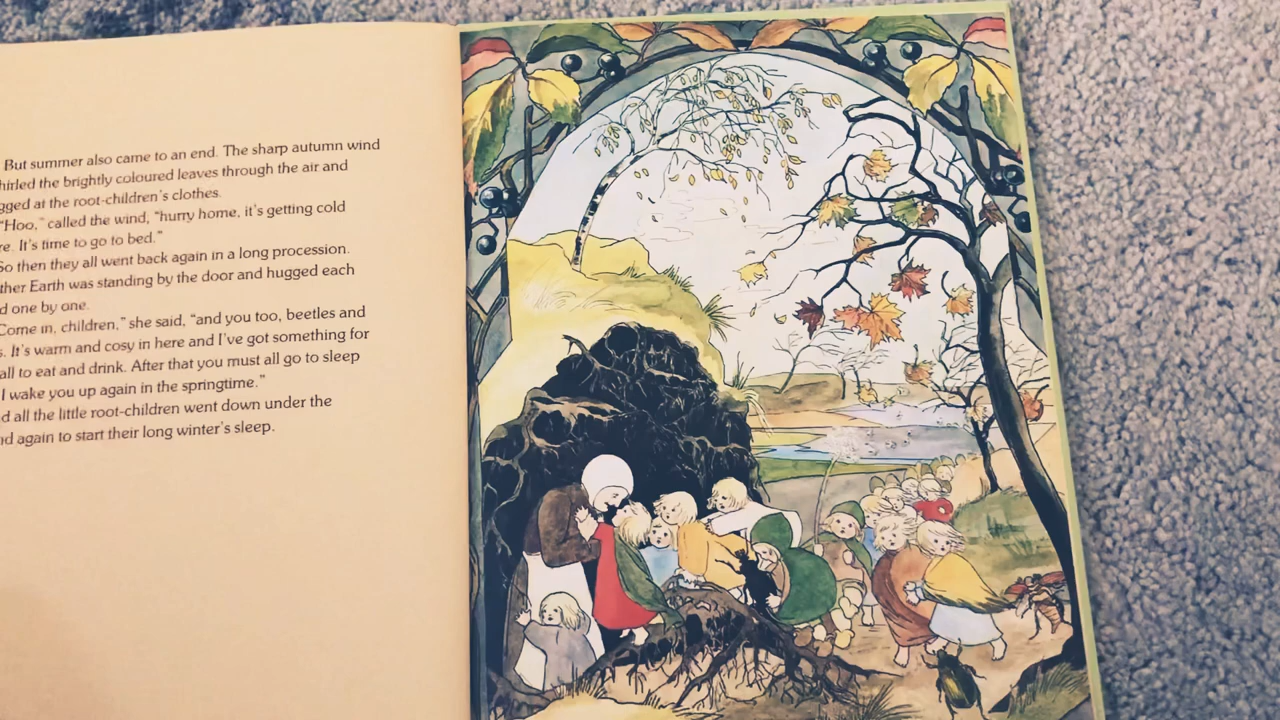 But summer also came to an end. The sharp autumn wind
hirled the brightly coloured leaves through the air and
gged at the root-children's clothes.
"Hoo," called the wind, "hurry home, it's getting cold
re. It's time to go to bed."
So then they all went back again in a long procession.
ther Earth was standing by the door and hugged each
d one by one.
Come in, children," she said, "and you too, beetles and
s. It's warm and cosy in here and I've got something for
all to eat and drink. After that you must all go to sleep
I wake you up again in the springtime."
d all the little root-children went down under the
nd again to start their long winter's sleep.